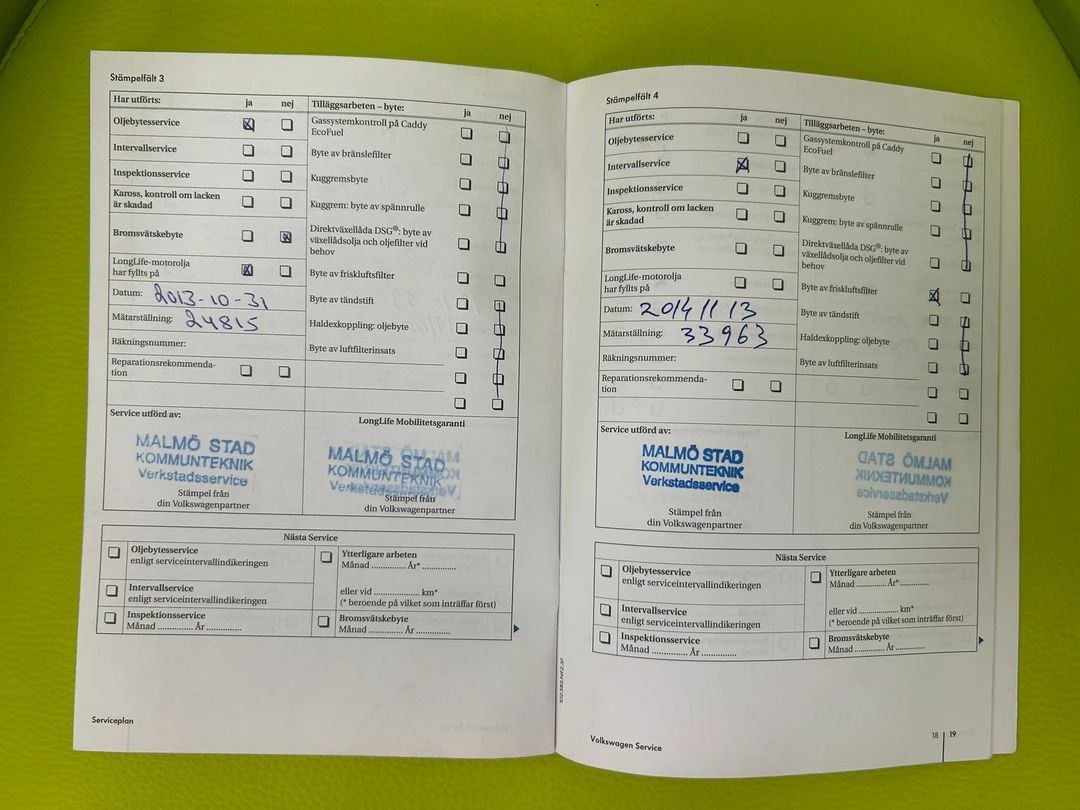 Stämpelfält 3
Har utförts: ja nej
Oljebytesservice
Intervallservice
Inspektionsservice
Kaross, kontroll om lacken
är skadad
Bromsvätskebyte
LongLife-motorolja
har fyllts på
Datum: 2013-10-31
Mätarställning: 24815
Räkningsnummer:
Reparationsrekommenda-
tion
Tilläggsarbeten – byte: ja nej
Gassystemkontroll på Caddy
EcoFuel
Byte av bränslefilter
Kuggremsbyte
Kuggrem: byte av spännrulle
Direktväxellåda DSG®: byte av
växellådsolja och oljefilter vid
behov
Byte av friskluftsfilter
Byte av tändstift
Haldexkoppling: oljebyte
Byte av luftfilterinsats
Service utförd av:
MALMÖ STAD
KOMMUNTEKNIK
Verkstadsservice
Stämpel från
din Volkswagenpartner
LongLife Mobilitetsgaranti
MALMÖ STAD
KOMMUNTEKNIK
Verkstadsservice
Stämpel från
din Volkswagenpartner
Nästa Service
Oljebytesservice
enligt serviceintervallindikeringen
Intervallservice
enligt serviceintervallindikeringen
Inspektionsservice
Månad ............. År .............
Ytterligare arbeten
Månad ............. År* .............
eller vid .................... km*
(* beroende på vilket som inträffar först)
Bromsvätskebyte
Månad ............. År .............
Serviceplan
Stämpelfält 4
Har utförts: ja nej
Oljebytesservice
Intervallservice
Inspektionsservice
Kaross, kontroll om lacken
är skadad
Bromsvätskebyte
LongLife-motorolja
har fyllts på
Datum: 2014 11 13
Mätarställning: 33963
Räkningsnummer:
Reparationsrekommenda-
tion
Tilläggsarbeten – byte: ja nej
Gassystemkontroll på Caddy
EcoFuel
Byte av bränslefilter
Kuggremsbyte
Kuggrem: byte av spännrulle
Direktväxellåda DSG®: byte av
växellådsolja och oljefilter vid
behov
Byte av friskluftsfilter
Byte av tändstift
Haldexkoppling: oljebyte
Byte av luftfilterinsats
Service utförd av:
MALMÖ STAD
KOMMUNTEKNIK
Verkstadsservice
Stämpel från
din Volkswagenpartner
LongLife Mobilitetsgaranti
MALMÖ STAD
KOMMUNTEKNIK
Verkstadsservice
Stämpel från
din Volkswagenpartner
Nästa Service
Oljebytesservice
enligt serviceintervallindikeringen
Intervallservice
enligt serviceintervallindikeringen
Inspektionsservice
Månad ............. År .............
Ytterligare arbeten
Månad ............. År* .............
eller vid .................... km*
(* beroende på vilket som inträffar först)
Bromsvätskebyte
Månad ............. År .............
Volkswagen Service
18 19